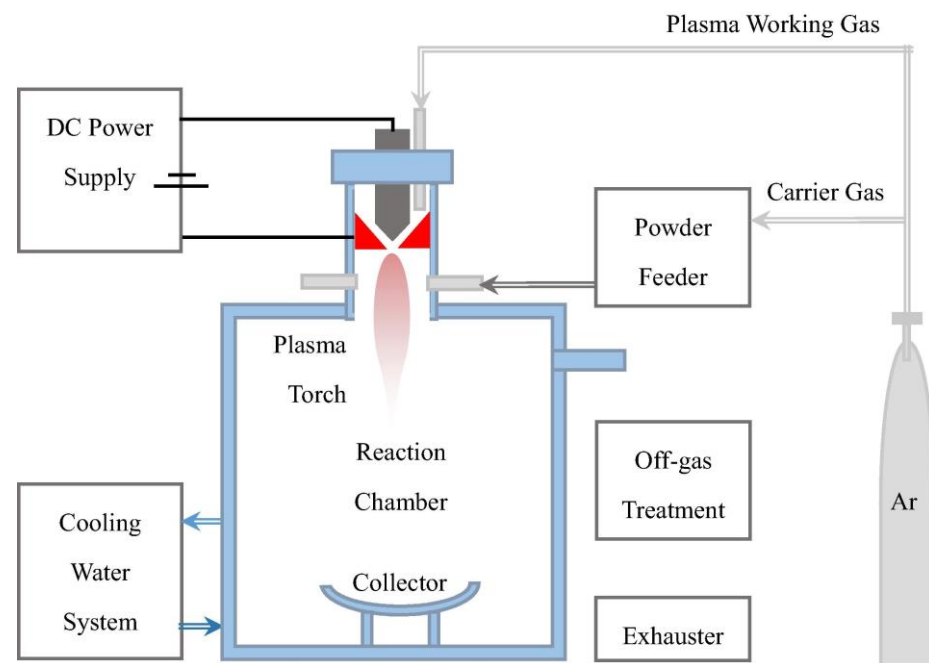 Plasma Working Gas
DC Power
Supply
Carrier Gas
Powder
Feeder
Plasma
Torch
Reaction
Chamber
Off-gas
Treatment
Ar
Cooling
Water
System
Collector
Exhauster